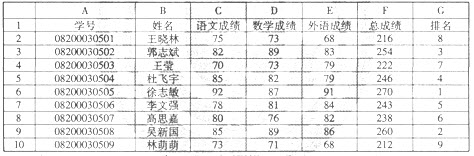 A B C D E F G
1 学号 姓名 语文成绩 数学成绩 外语成绩 总成绩 排名
2 08200030501 王晓林 75 73 68 216 8
3 08200030502 郭志斌 82 89 83 254 3
4 08200030503 王莹 70 73 79 222 7
5 08200030504 杜飞宇 85 82 79 246 4
6 08200030505 徐志敏 92 87 91 270 1
7 08200030506 李文强 78 81 84 243 5
8 08200030507 高思嘉 80 76 82 238 6
9 08200030508 吴新国 85 89 86 260 2
10 08200030509 林萌萌 73 71 68 212 9